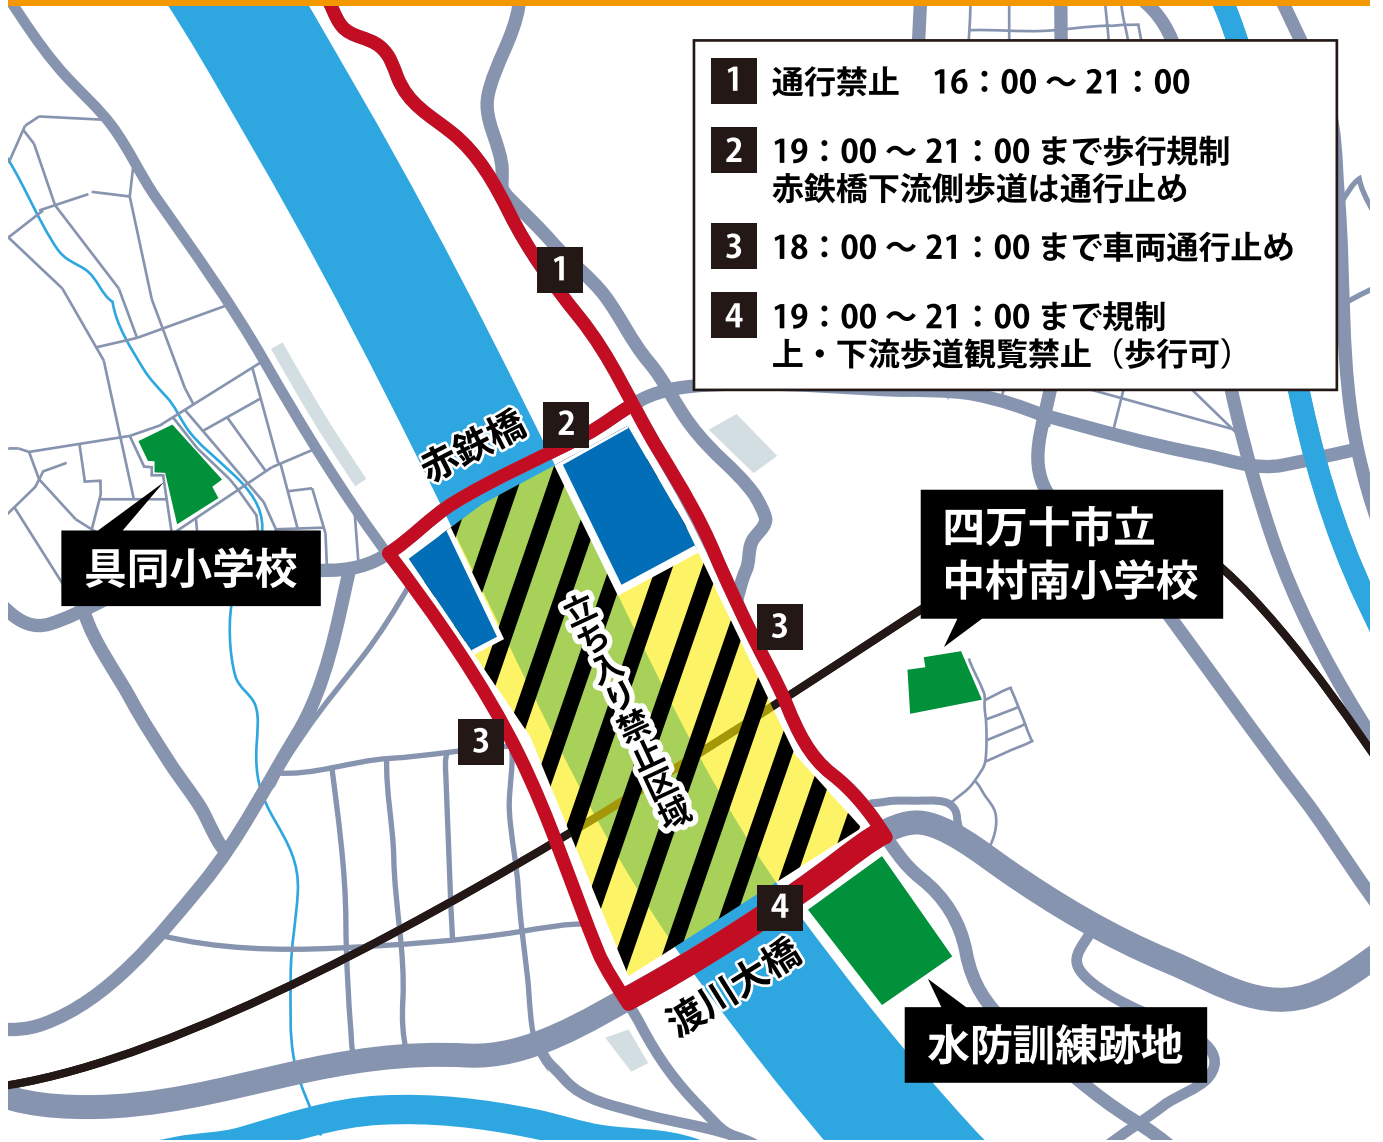 1 通行禁止　16：00 〜 21：00
2 19：00 〜 21：00 まで歩行規制
赤鉄橋下流側歩道は通行止め
3 18：00 〜 21：00 まで車両通行止め
4 19：00 〜 21：00 まで規制
上・下流歩道観覧禁止（歩行可）
1
2
赤鉄橋
四万十市立
中村南小学校
具同小学校
立ち入り禁止区域
3
3
4
渡川大橋
水防訓練跡地